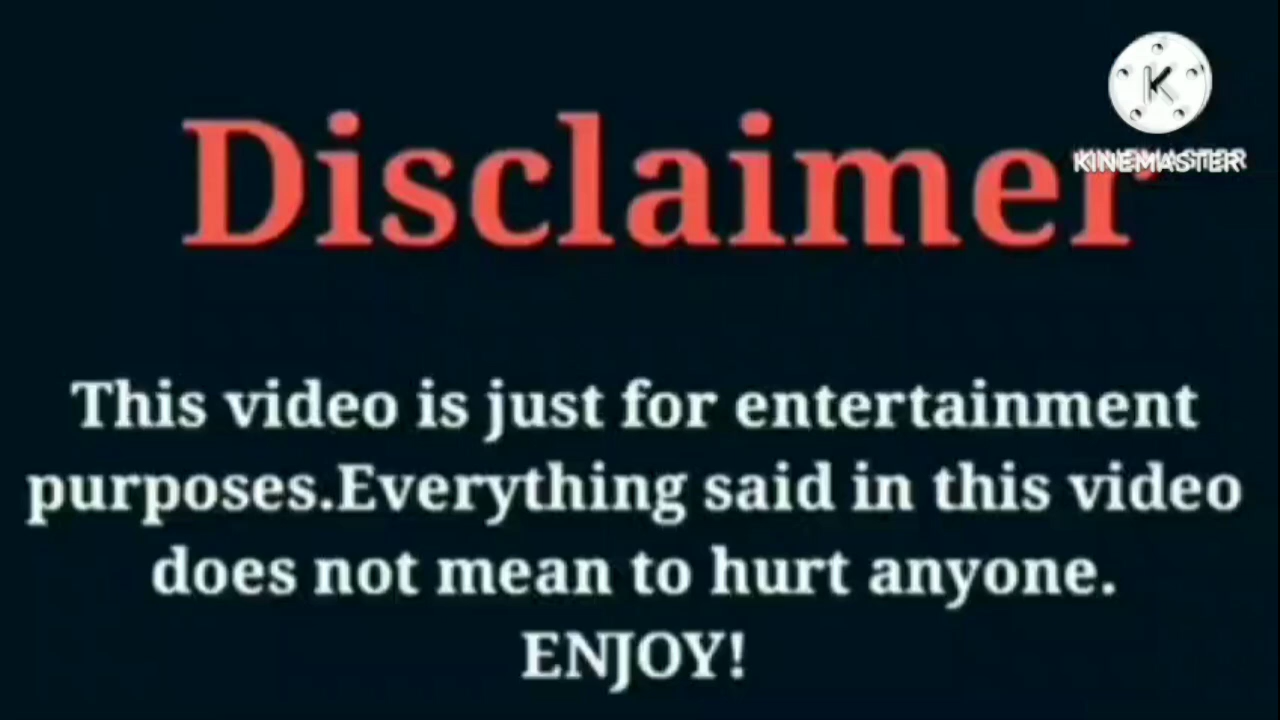 K
KINEMASTER
Disclaimer
This video is just for entertainment
purposes.Everything said in this video
does not mean to hurt anyone.
ENJOY!